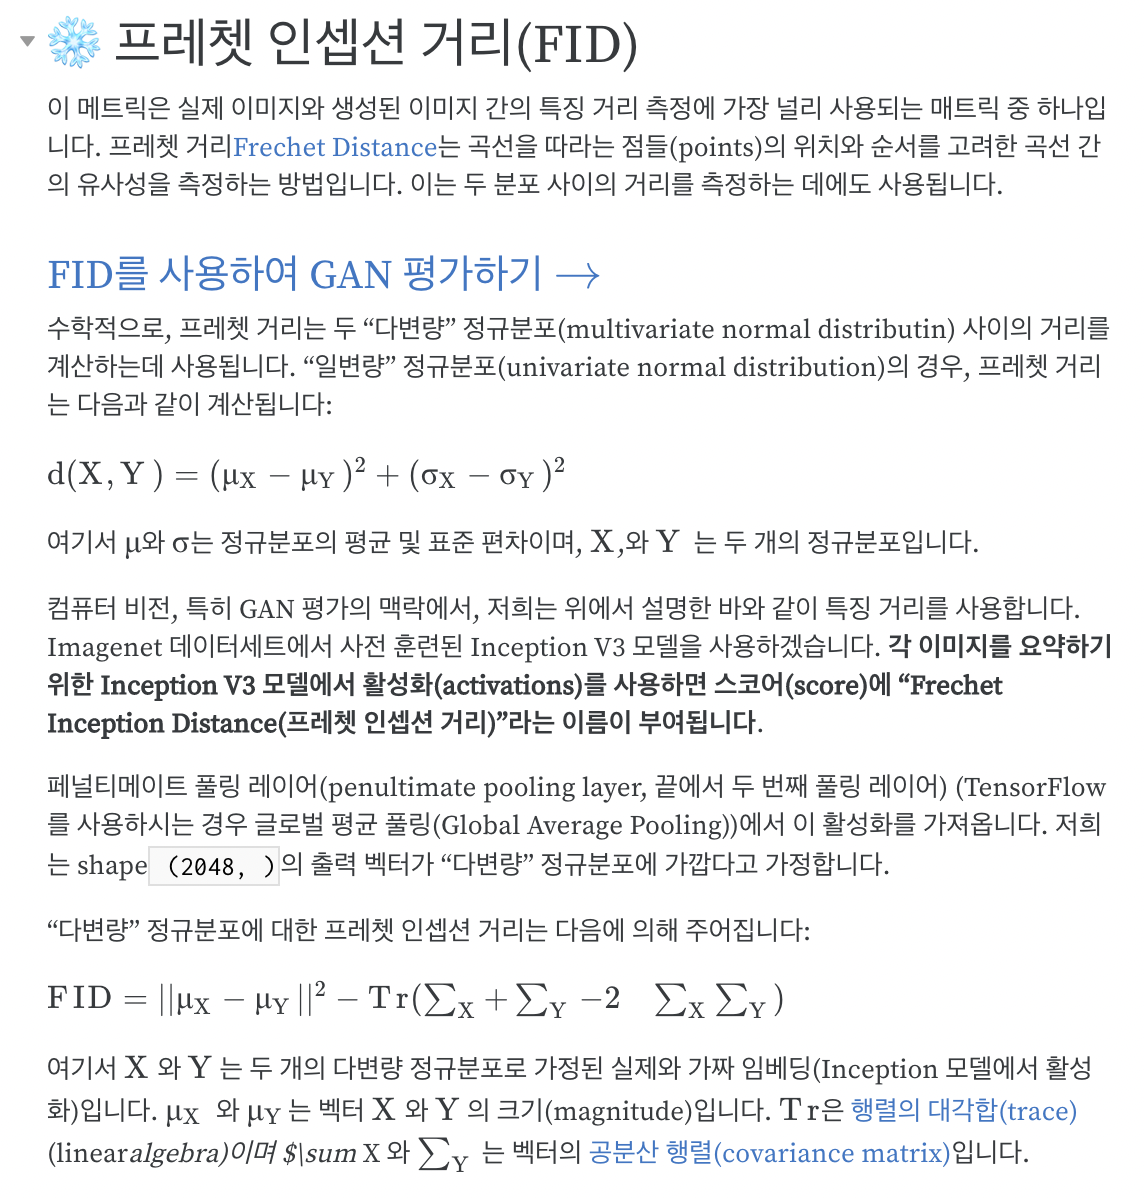 프레쳇 인셉션 거리(FID)
이 메트릭은 실제 이미지와 생성된 이미지 간의 특징 거리 측정에 가장 널리 사용되는 매트릭 중 하나입
니다. 프레쳇 거리Frechet Distance는 곡선을 따라는 점들(points)의 위치와 순서를 고려한 곡선 간
의 유사성을 측정하는 방법입니다. 이는 두 분포 사이의 거리를 측정하는 데에도 사용됩니다.
FID를 사용하여 GAN 평가하기 →
수학적으로, 프레쳇 거리는 두 “다변량” 정규분포(multivariate normal distributin) 사이의 거리를
계산하는데 사용됩니다. “일변량” 정규분포(univariate normal distribution)의 경우, 프레쳇 거리
는 다음과 같이 계산됩니다:
d(X, Y ) = (μ_X − μ_Y )² + (σ_X − σ_Y )²
여기서 μ와 σ는 정규분포의 평균 및 표준 편차이며, X,와 Y 는 두 개의 정규분포입니다.
컴퓨터 비전, 특히 GAN 평가의 맥락에서, 저희는 위에서 설명한 바와 같이 특징 거리를 사용합니다.
Imagenet 데이터세트에서 사전 훈련된 Inception V3 모델을 사용하겠습니다. 각 이미지를 요약하기
위한 Inception V3 모델에서 활성화(activations)를 사용하면 스코어(score)에 “Frechet
Inception Distance(프레쳇 인셉션 거리)”라는 이름이 부여됩니다.
페널티메이트 풀링 레이어(penultimate pooling layer, 끝에서 두 번째 풀링 레이어) (TensorFlow
를 사용하시는 경우 글로벌 평균 풀링(Global Average Pooling))에서 이 활성화를 가져옵니다. 저희
는 shape (2048, )의 출력 벡터가 “다변량” 정규분포에 가깝다고 가정합니다.
“다변량” 정규분포에 대한 프레쳇 인셉션 거리는 다음에 의해 주어집니다:
FID = ||μ_X − μ_Y ||² − Tr(∑_X + ∑_Y −2 ∑_X ∑_Y )
여기서 X 와 Y 는 두 개의 다변량 정규분포로 가정된 실제와 가짜 임베딩(Inception 모델에서 활성
화)입니다. μ_X 와 μ_Y 는 벡터 X 와 Y 의 크기(magnitude)입니다. Tr은 행렬의 대각합(trace)
(linearalgebra)이며 $\sum X 와 ∑_Y 는 벡터의 공분산 행렬(covariance matrix)입니다.